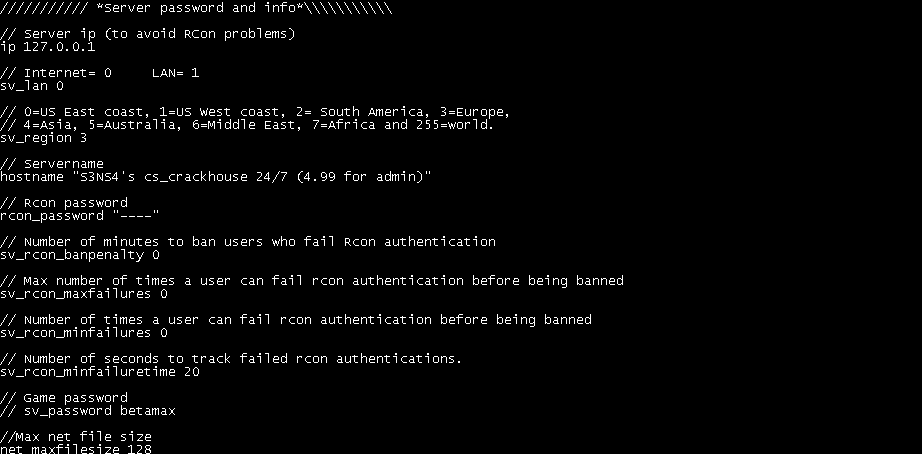 /////////// *Server password and info*\\\\\\\\\\\
// Server ip (to avoid RCon problems)
ip 127.0.0.1
// Internet= 0     LAN= 1
sv_lan 0
// 0=US East coast, 1=US West coast, 2= South America, 3=Europe,
// 4=Asia, 5=Australia, 6=Middle East, 7=Africa and 255=world.
sv_region 3
// Servername
hostname "S3NS4's cs_crackhouse 24/7 (4.99 for admin)"
// Rcon password
rcon_password "----"
// Number of minutes to ban users who fail Rcon authentication
sv_rcon_banpenalty 0
// Max number of times a user can fail rcon authentication before being banned
sv_rcon_maxfailures 0
// Number of times a user can fail rcon authentication before being banned
sv_rcon_minfailures 0
// Number of seconds to track failed rcon authentications.
sv_rcon_minfailuretime 20
// Game password
// sv_password betamax
//Max net file size
net_maxfilesize 128